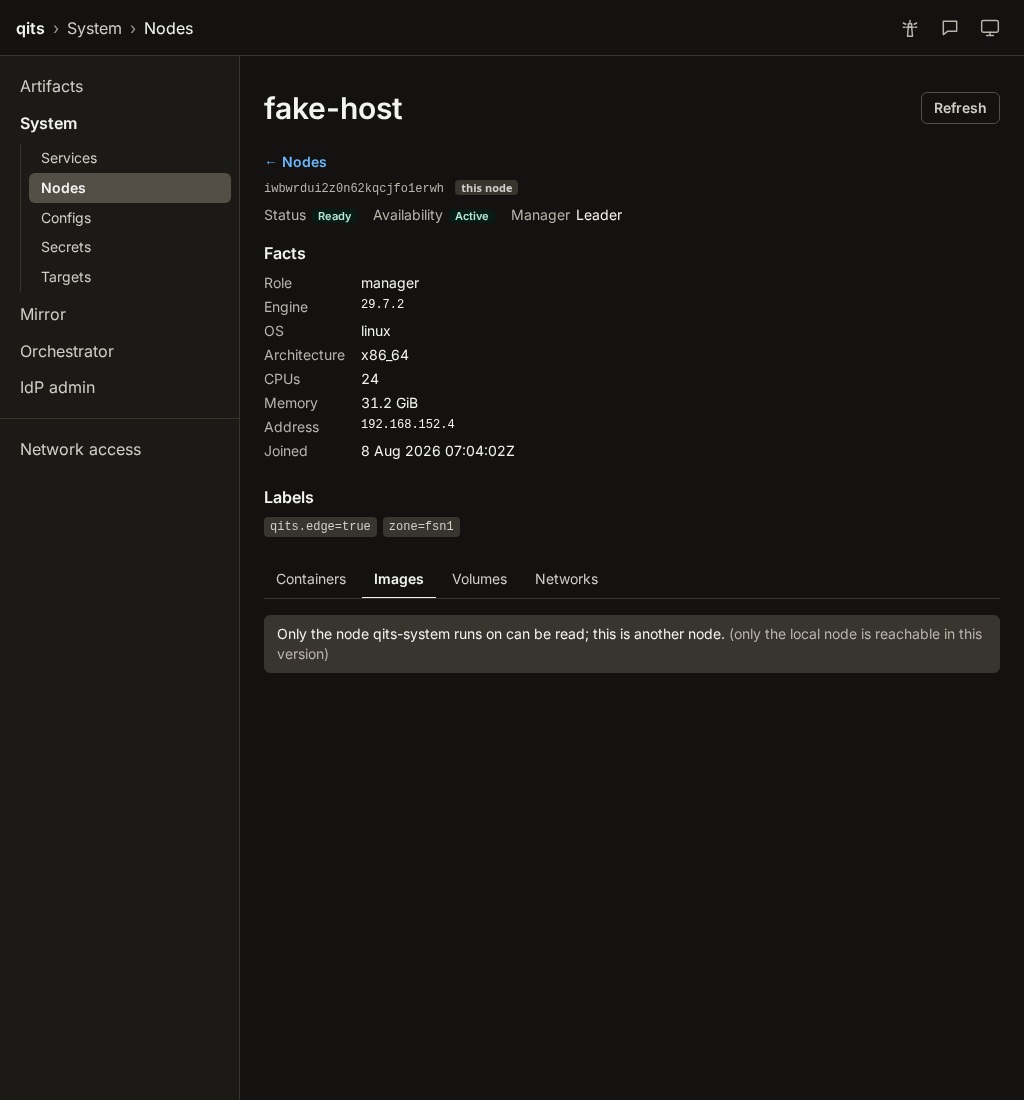 qits › System › Nodes
Artifacts
System
Services
Nodes
Configs
Secrets
Targets
Mirror
Orchestrator
IdP admin
Network access
fake-host
Refresh
← Nodes
iwbwrdui2z0n62kqcjfo1erwh this node
Status Ready Availability Active Manager Leader
Facts
Role manager
Engine 29.7.2
OS linux
Architecture x86_64
CPUs 24
Memory 31.2 GiB
Address 192.168.152.4
Joined 8 Aug 2026 07:04:02Z
Labels
qits.edge=true zone=fsn1
Containers Images Volumes Networks
Only the node qits-system runs on can be read; this is another node. (only the local node is reachable in this
version)